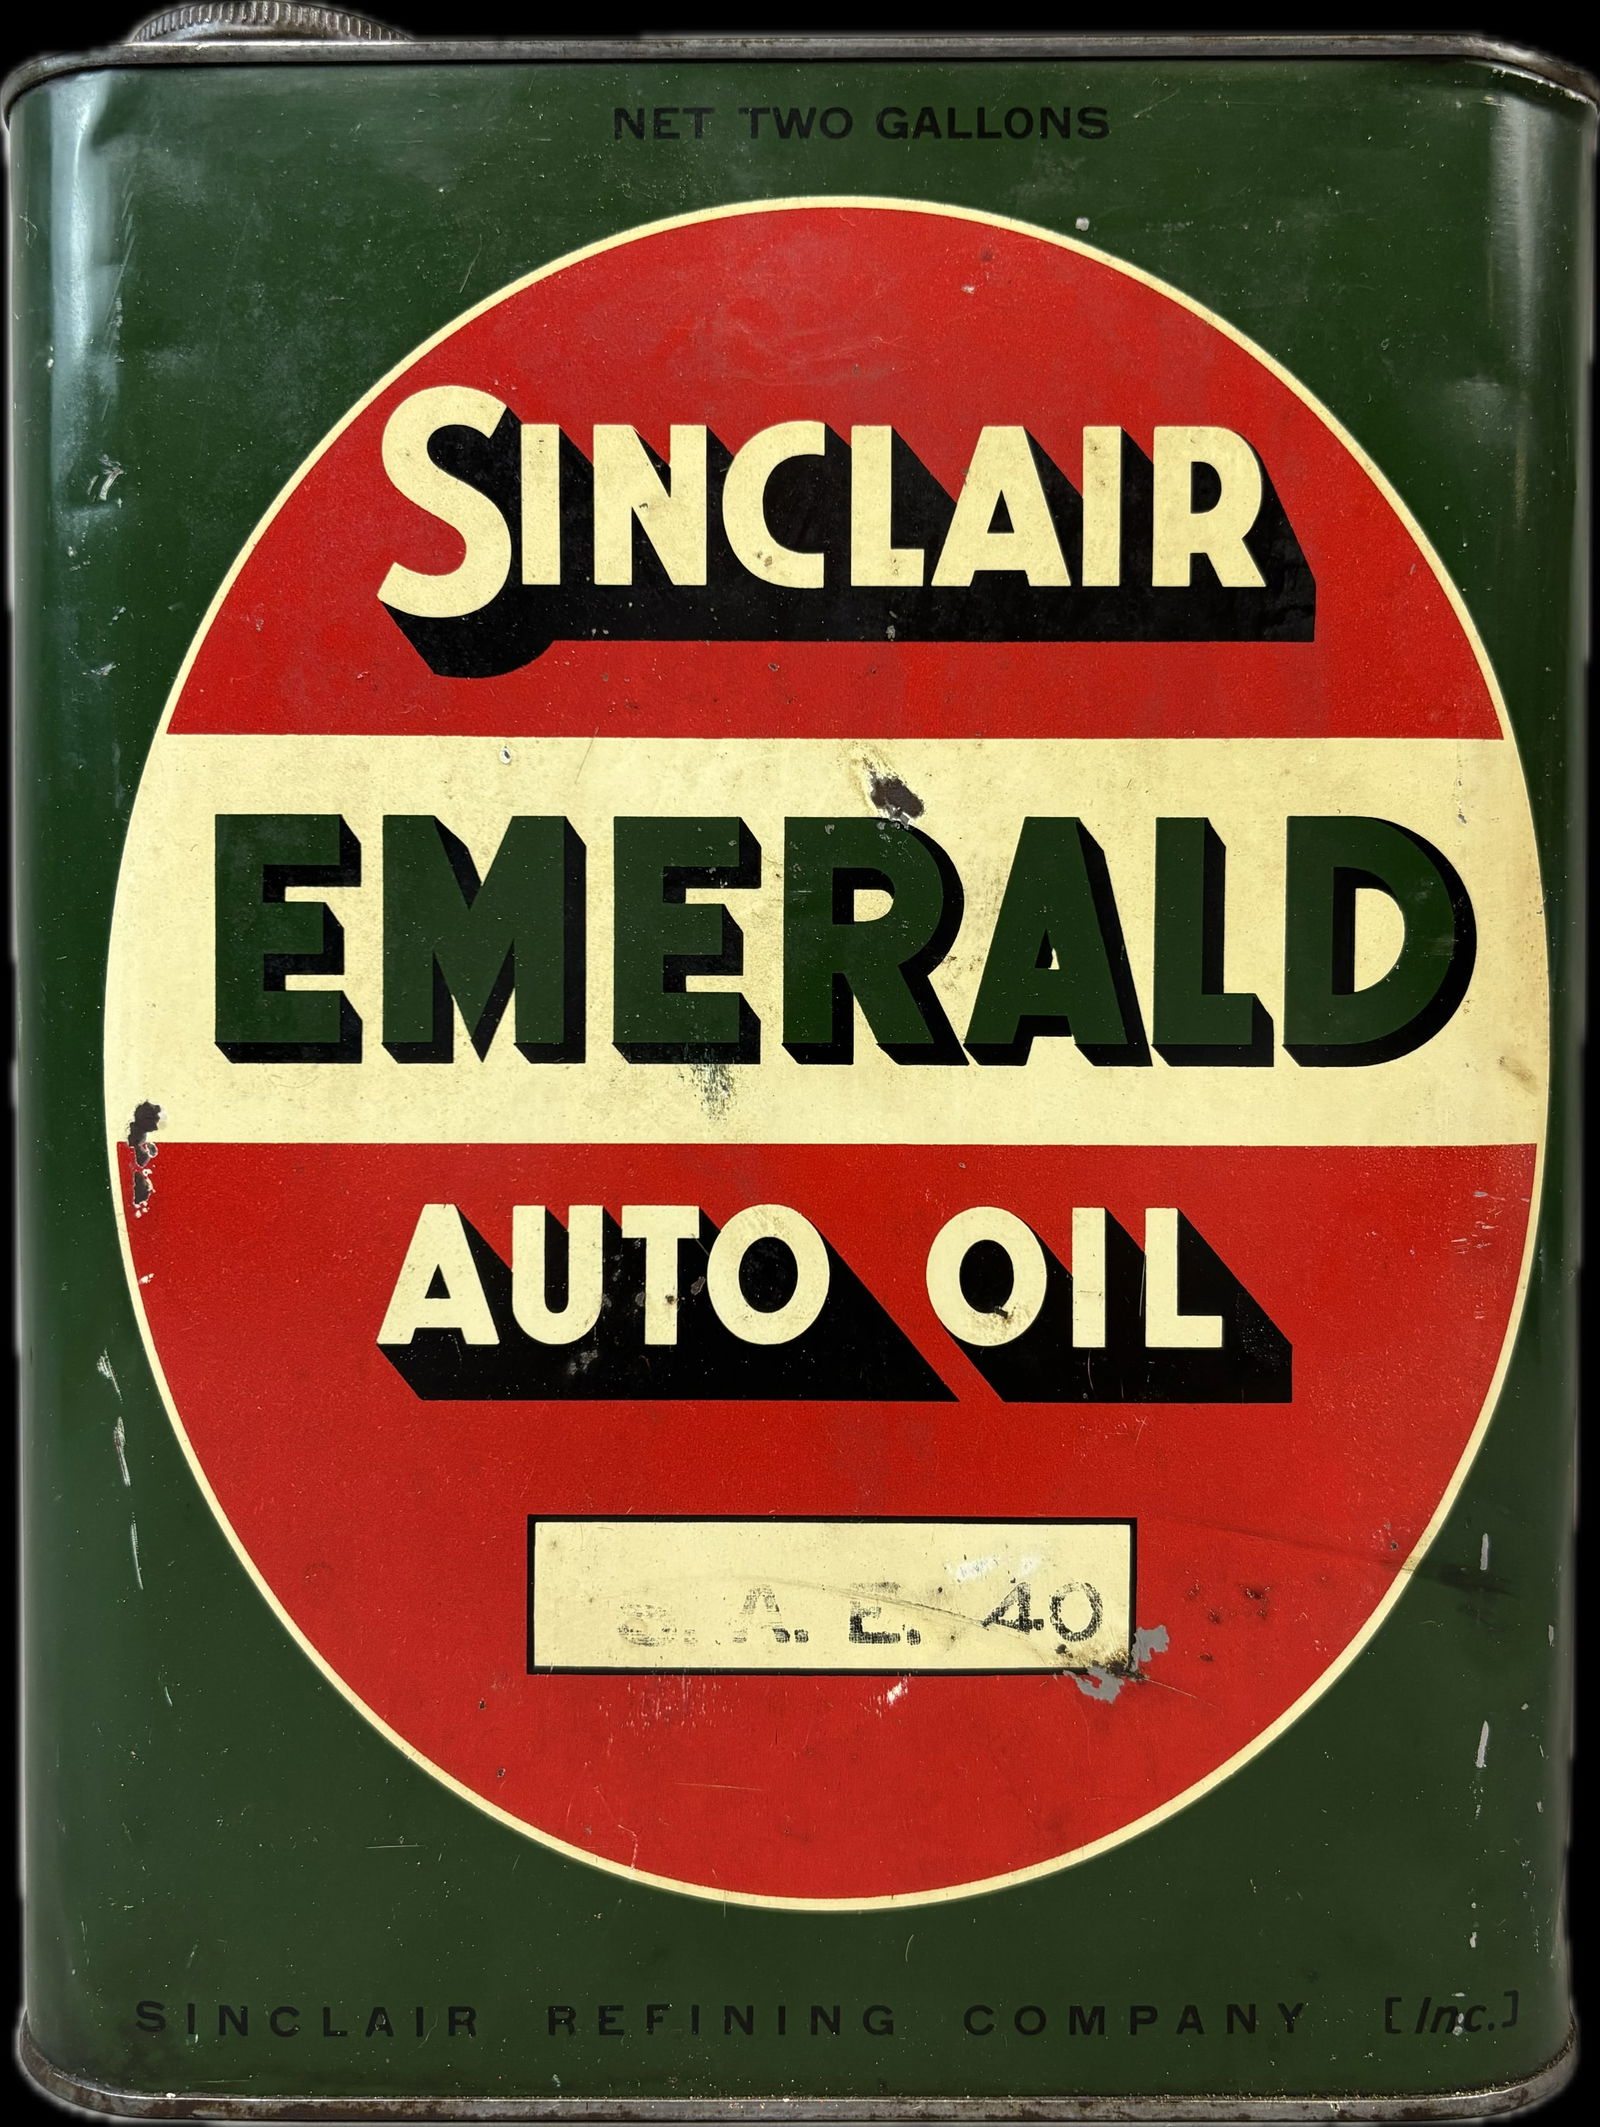 NET TWO GALLONS
SINCLAIR
EMERALD
AUTO OIL
S. A. E. 40
SINCLAIR REFINING COMPANY [Inc.]